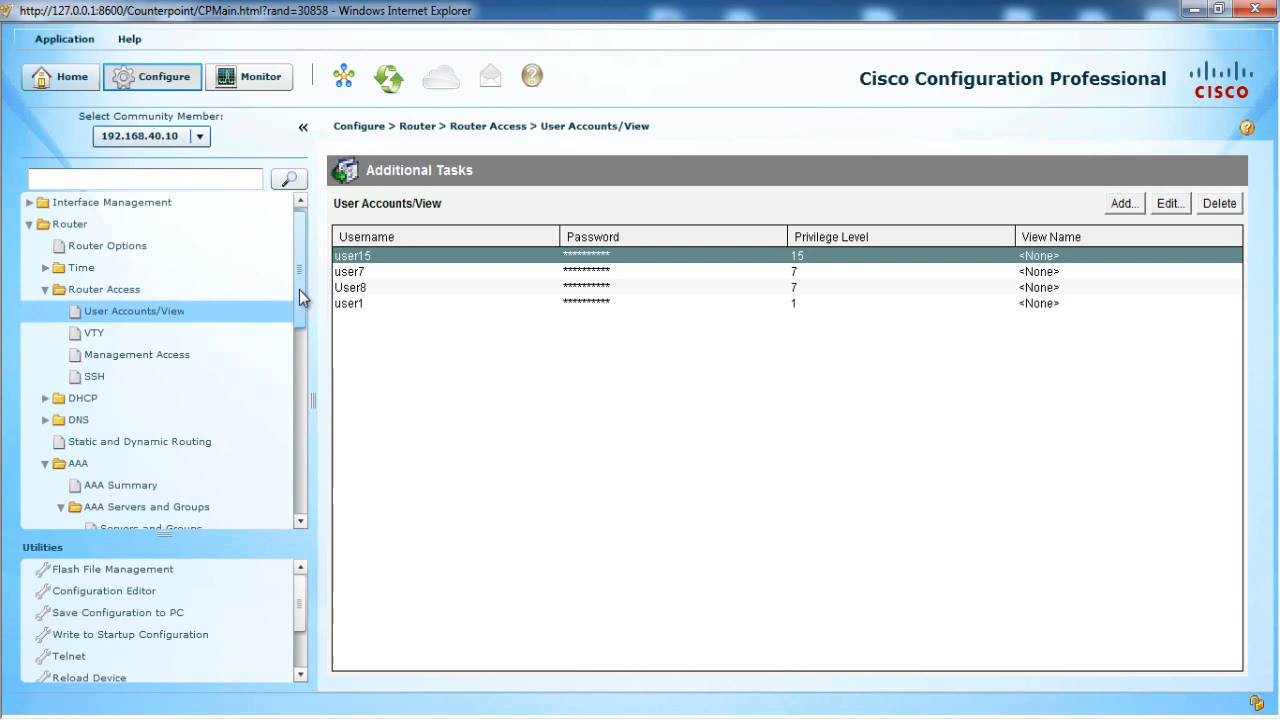 http://127.0.0.1:8600/Counterpoint/CPMain.html?rand=30858 - Windows Internet Explorer
Application Help
Home Configure Monitor
Cisco Configuration Professional
CISCO
Select Community Member:
192.168.40.10
Configure > Router > Router Access > User Accounts/View
Additional Tasks
User Accounts/View
Add... Edit... Delete
Username Password Privilege Level View Name
user15 ********** 15 <None>
user7 ********** 7 <None>
User8 ********** 7 <None>
user1 ********** 1 <None>
Interface Management
Router
Router Options
Time
Router Access
User Accounts/View
VTY
Management Access
SSH
DHCP
DNS
Static and Dynamic Routing
AAA
AAA Summary
AAA Servers and Groups
Servers and Groups
Utilities
Flash File Management
Configuration Editor
Save Configuration to PC
Write to Startup Configuration
Telnet
Reload Device